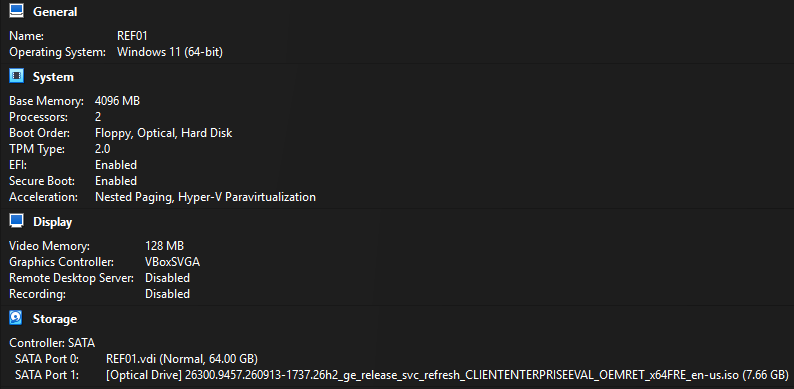 General
Name: REF01
Operating System: Windows 11 (64-bit)
System
Base Memory: 4096 MB
Processors: 2
Boot Order: Floppy, Optical, Hard Disk
TPM Type: 2.0
EFI: Enabled
Secure Boot: Enabled
Acceleration: Nested Paging, Hyper-V Paravirtualization
Display
Video Memory: 128 MB
Graphics Controller: VBoxSVGA
Remote Desktop Server: Disabled
Recording: Disabled
Storage
Controller: SATA
SATA Port 0: REF01.vdi (Normal, 64.00 GB)
SATA Port 1: [Optical Drive] 26300.9457.260913-1737.26h2_ge_release_svc_refresh_CLIENTENTERPRISEEVAL_OEMRET_x64FRE_en-us.iso (7.66 GB)